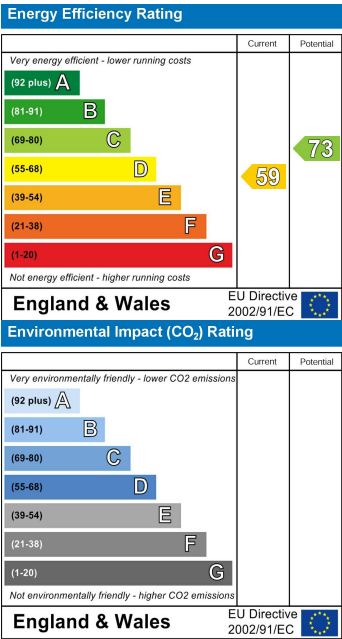 Energy Efficiency Rating
Current Potential
Very energy efficient - lower running costs
(92 plus) A
(81-91) B
(69-80) C
73
(55-68) D
59
(39-54) E
(21-38) F
(1-20) G
Not energy efficient - higher running costs
England & Wales
EU Directive
2002/91/EC
Environmental Impact (CO₂) Rating
Current Potential
Very environmentally friendly - lower CO2 emissions
(92 plus) A
(81-91) B
(69-80) C
(55-68) D
(39-54) E
(21-38) F
(1-20) G
Not environmentally friendly - higher CO2 emissions
England & Wales
EU Directive
2002/91/EC